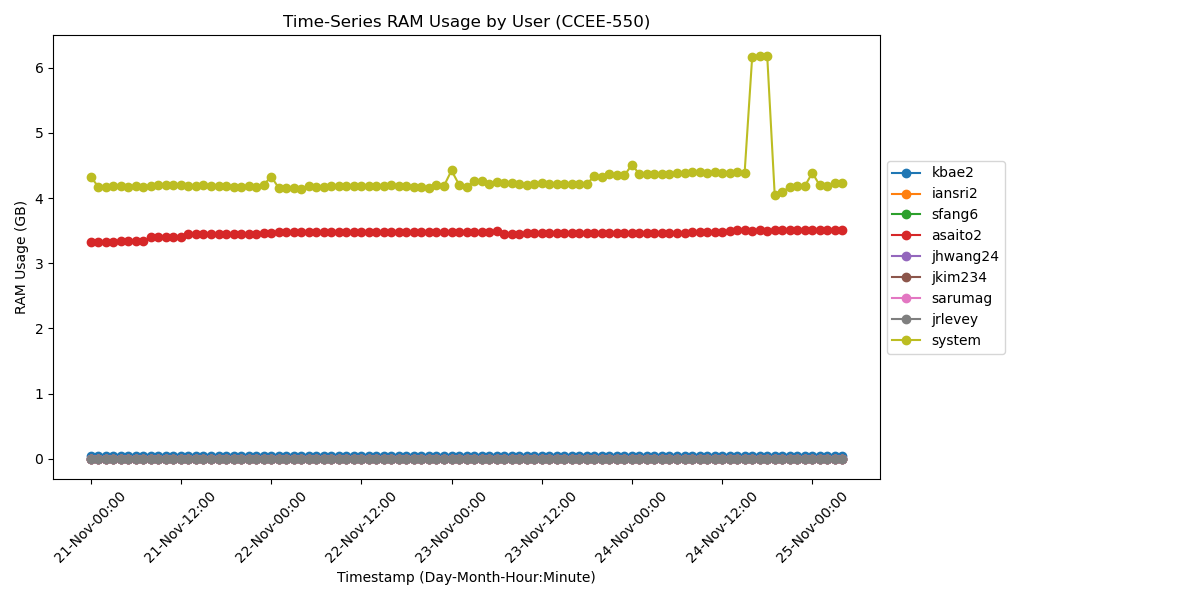 Time-Series RAM Usage by User (CCEE-550)
RAM Usage (GB)
6
5
4
3
2
1
0
21-Nov-00:00
21-Nov-12:00
22-Nov-00:00
22-Nov-12:00
23-Nov-00:00
23-Nov-12:00
24-Nov-00:00
24-Nov-12:00
25-Nov-00:00
Timestamp (Day-Month-Hour:Minute)
kbae2
iansri2
sfang6
asaito2
jhwang24
jkim234
sarumag
jrlevey
system